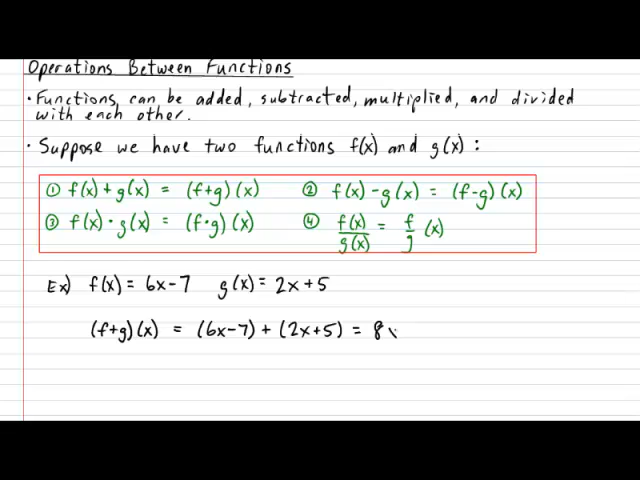 Operations Between Functions
• Functions can be added, subtracted, multiplied, and divided
with each other.
• Suppose we have two functions f(x) and g(x):
① f(x) + g(x) = (f+g)(x) ② f(x) - g(x) = (f-g)(x)
③ f(x) · g(x) = (f·g)(x) ④ f(x)/g(x) = f/g (x)
Ex) f(x) = 6x - 7 g(x) = 2x + 5
(f+g)(x) = (6x-7) + (2x+5) = 8